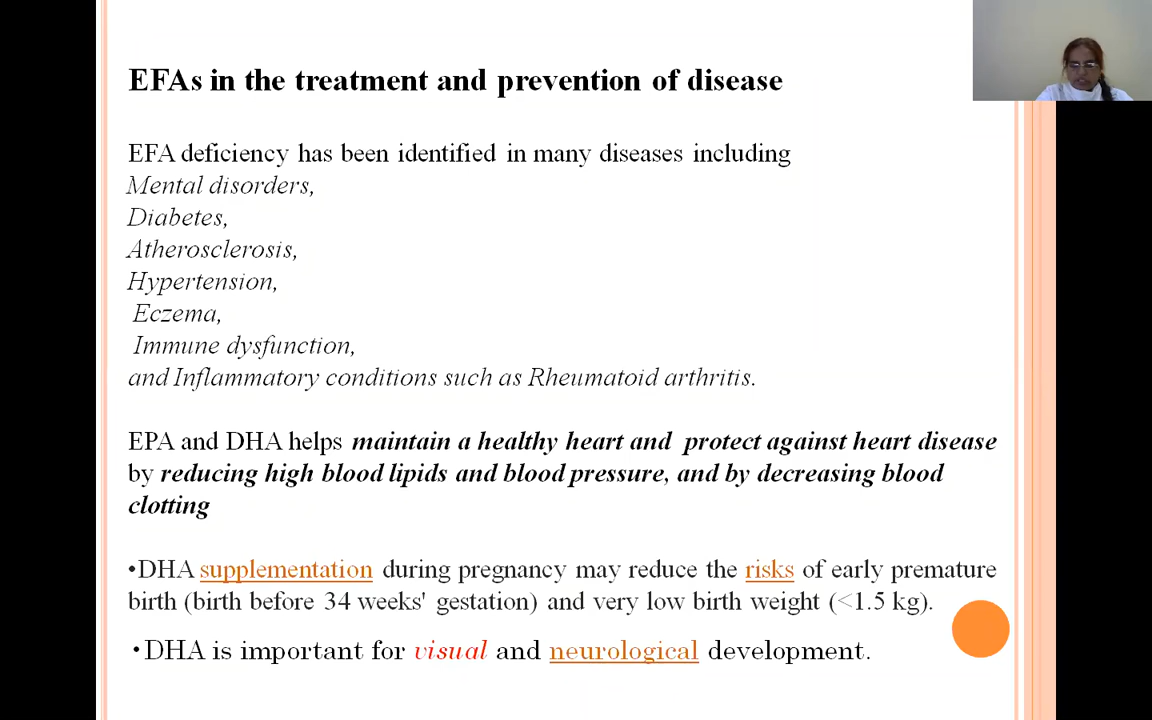 EFAs in the treatment and prevention of disease
EFA deficiency has been identified in many diseases including
Mental disorders,
Diabetes,
Atherosclerosis,
Hypertension,
Eczema,
Immune dysfunction,
and Inflammatory conditions such as Rheumatoid arthritis.
EPA and DHA helps maintain a healthy heart and protect against heart disease
by reducing high blood lipids and blood pressure, and by decreasing blood
clotting
•DHA supplementation during pregnancy may reduce the risks of early premature
birth (birth before 34 weeks' gestation) and very low birth weight (<1.5 kg).
•DHA is important for visual and neurological development.